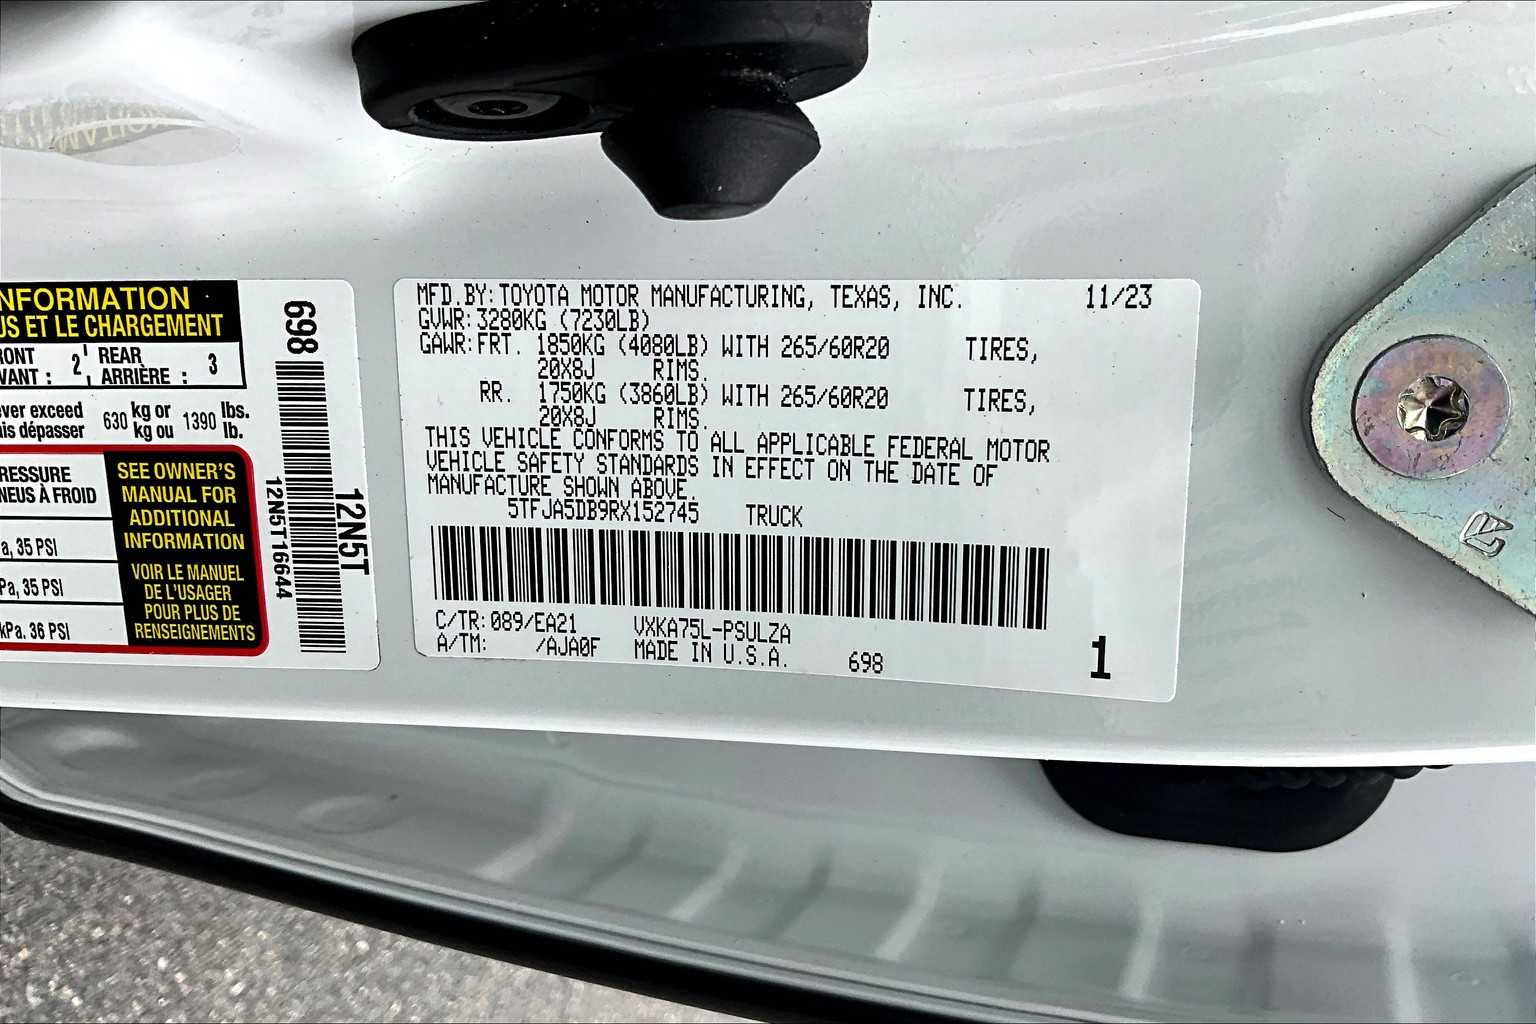 NFORMATION
US ET LE CHARGEMENT
RONT 2 REAR 3
VANT : ARRIÈRE :
ever exceed 630 kg or 1390 lbs.
ais dépasser kg ou lb.
RESSURE
NEUS À FROID
a, 35 PSI
Pa, 35 PSI
kPa. 36 PSI
SEE OWNER'S
MANUAL FOR
ADDITIONAL
INFORMATION
VOIR LE MANUEL
DE L'USAGER
POUR PLUS DE
RENSEIGNEMENTS
698
12N5T
12N5T16644
MFD.BY:TOYOTA MOTOR MANUFACTURING, TEXAS, INC. 11/23
GVWR:3280KG (7230LB)
GAWR:FRT. 1850KG (4080LB) WITH 265/60R20 TIRES,
20X8J RIMS.
RR. 1750KG (3860LB) WITH 265/60R20 TIRES,
20X8J RIMS.
THIS VEHICLE CONFORMS TO ALL APPLICABLE FEDERAL MOTOR
VEHICLE SAFETY STANDARDS IN EFFECT ON THE DATE OF
MANUFACTURE SHOWN ABOVE.
5TFJA5DB9RX152745 TRUCK
C/TR:089/EA21 VXKA75L-PSULZA
A/TM: /AJA0F MADE IN U.S.A. 698
1